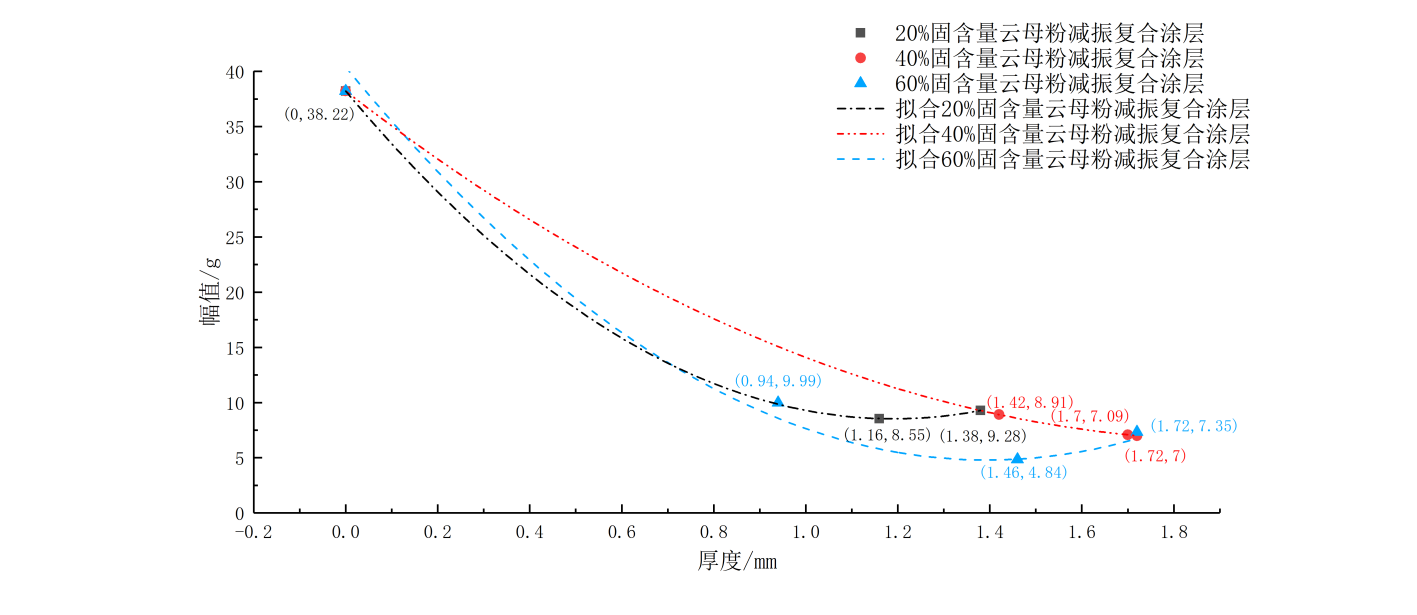 20%固含量云母粉减振复合涂层
40%固含量云母粉减振复合涂层
60%固含量云母粉减振复合涂层
拟合20%固含量云母粉减振复合涂层
拟合40%固含量云母粉减振复合涂层
拟合60%固含量云母粉减振复合涂层
40
35
30
25
20
15
10
5
0
幅值/g
(0,38.22)
(0.94,9.99)
(1.42,8.91)
(1.7,7.09)
(1.72,7.35)
(1.16,8.55)
(1.38,9.28)
(1.72,7)
(1.46,4.84)
-0.2 0.0 0.2 0.4 0.6 0.8 1.0 1.2 1.4 1.6 1.8
厚度/mm